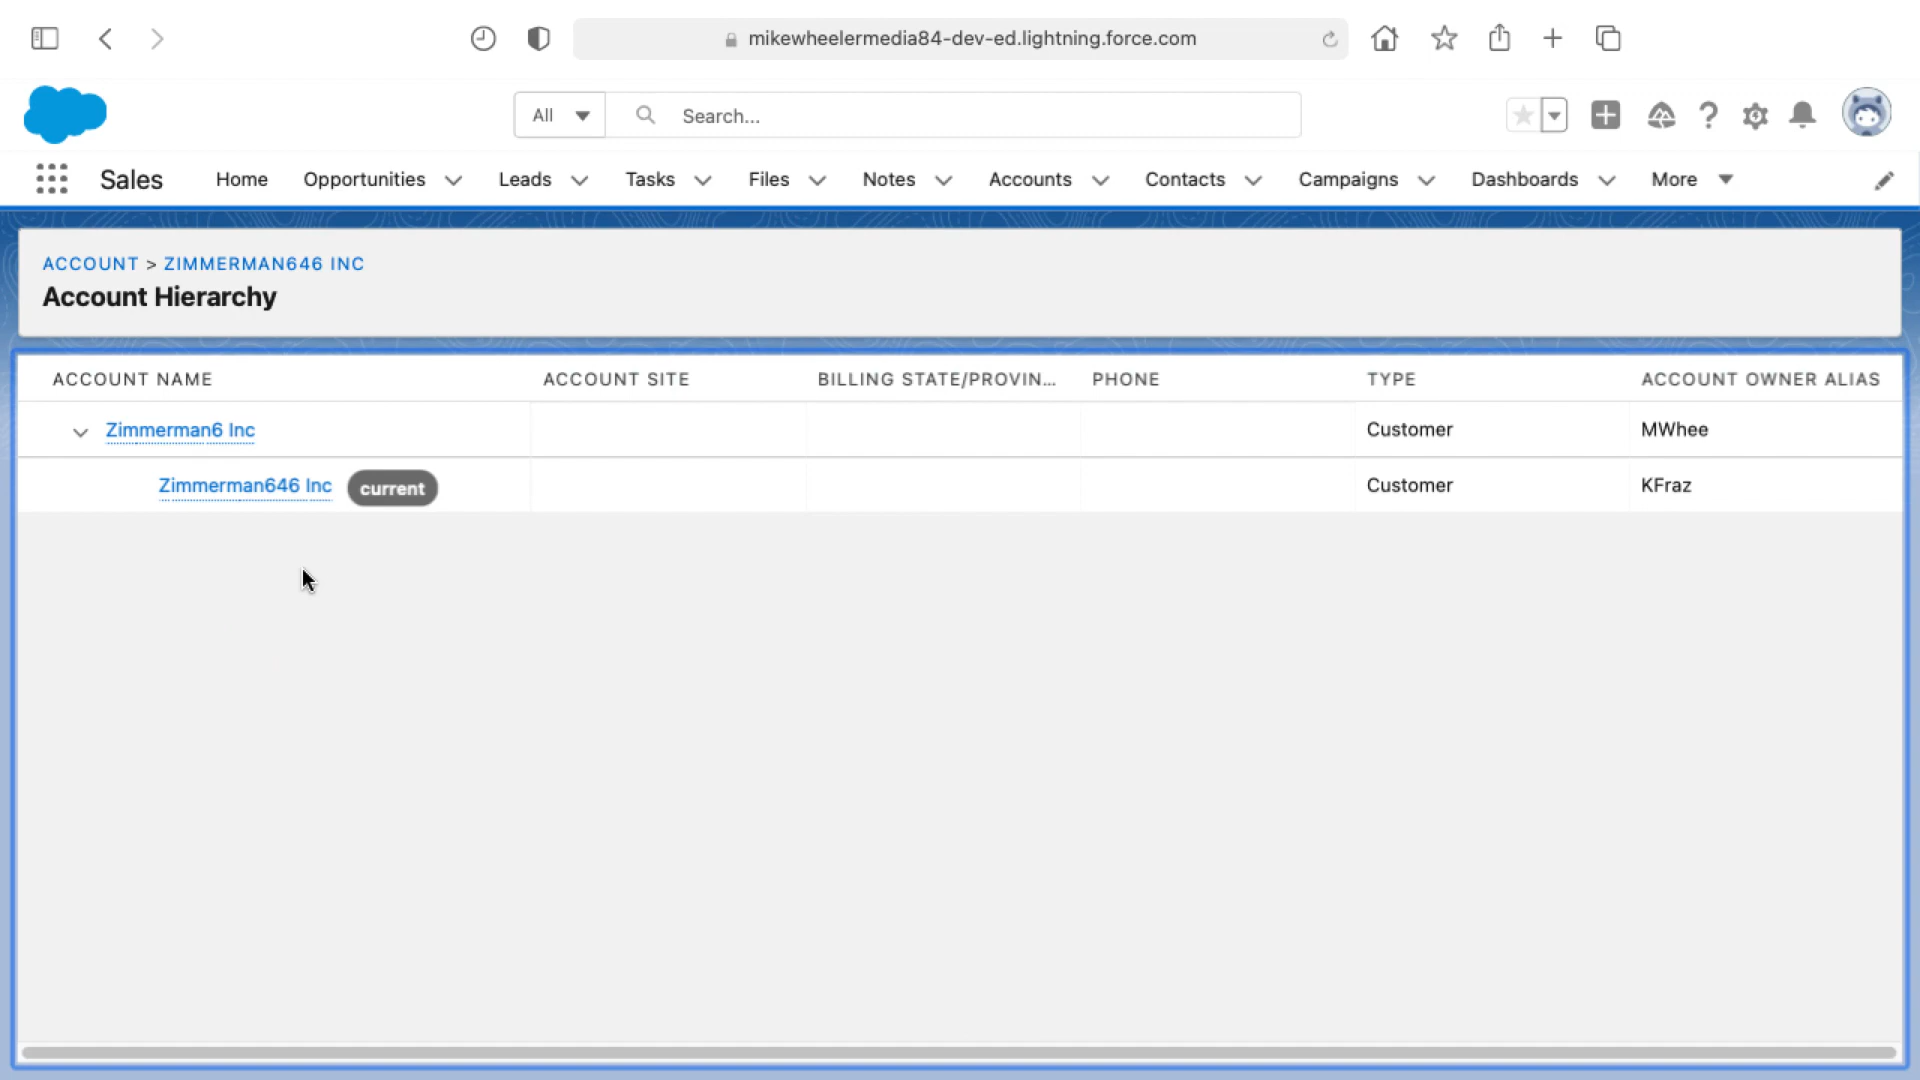 mikewheelermedia84-dev-ed.lightning.force.com
All Search...
Sales Home Opportunities Leads Tasks Files Notes Accounts Contacts Campaigns Dashboards More
ACCOUNT > ZIMMERMAN646 INC
Account Hierarchy
ACCOUNT NAME ACCOUNT SITE BILLING STATE/PROVIN... PHONE TYPE ACCOUNT OWNER ALIAS
Zimmerman6 Inc Customer MWhee
Zimmerman646 Inc current Customer KFraz